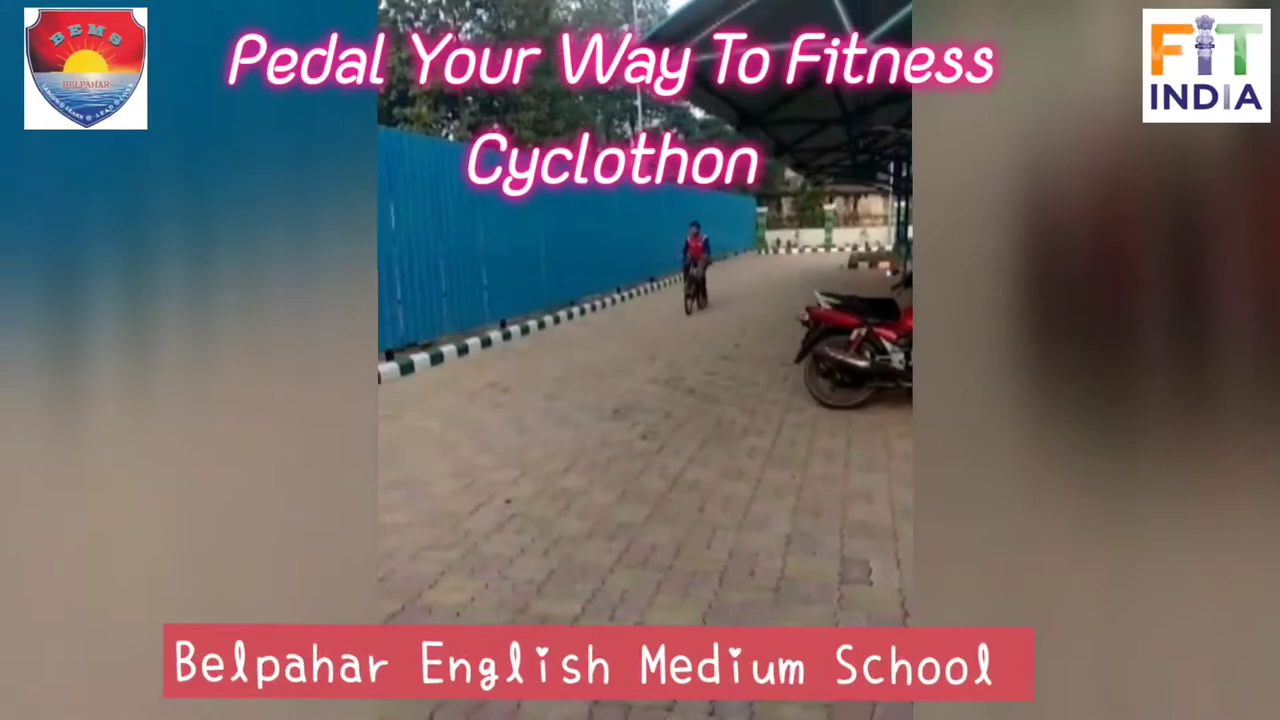 BEMS
BELPAHAR
Pedal Your Way To Fitness
Cyclothon
FIT
INDIA
Belpahar English Medium School